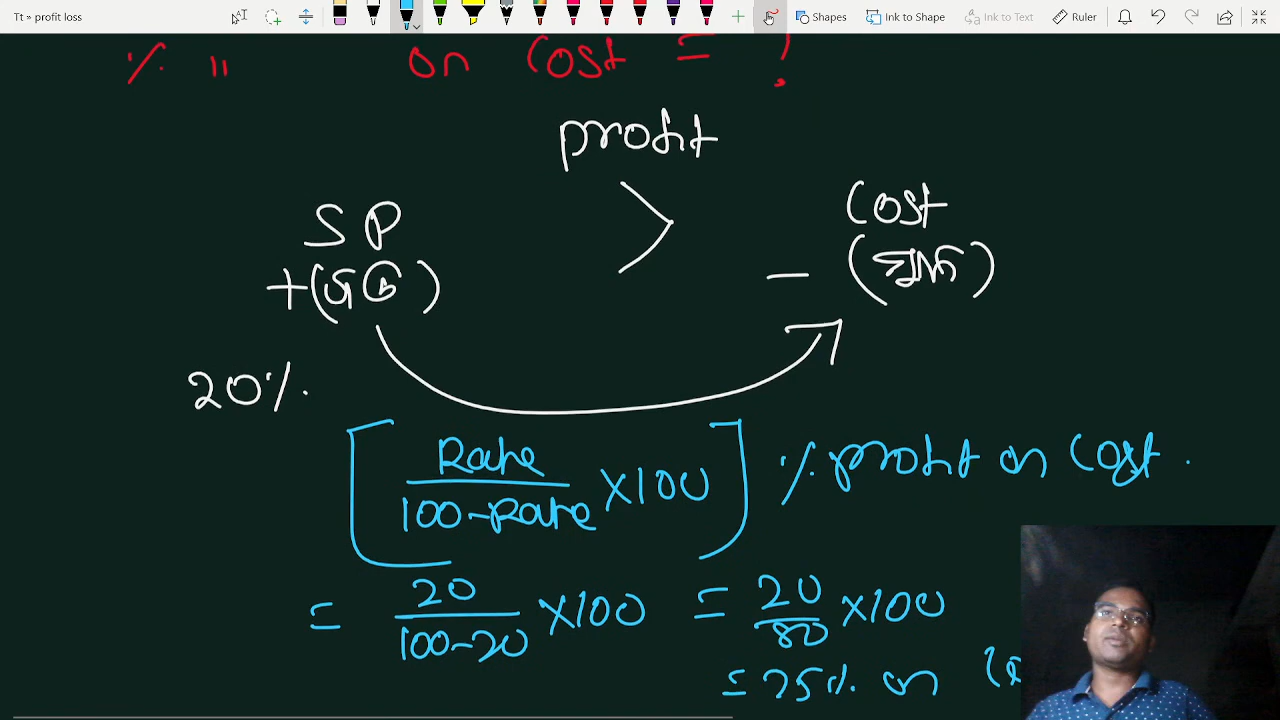 Tt » profit loss
Shapes Ink to Shape Ink to Text Ruler
% " on Cost = ?
profit
SP > Cost
+( ) - ( )
20%
[Rate / 100-Rate × 100] % profit on Cost.
= 20 / 100-20 × 100 = 20 / 80 × 100
= 25% on